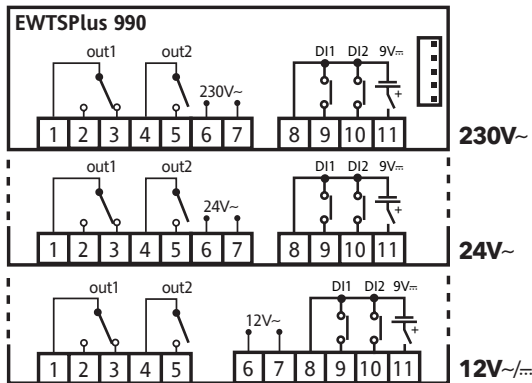 EWTSPlus 990
out1 out2 DI1 DI2 9V⎓
230V~
+
1 2 3 4 5 6 7 8 9 10 11 230V~
out1 out2 DI1 DI2 9V⎓
24V~
+
1 2 3 4 5 6 7 8 9 10 11 24V~
out1 out2 DI1 DI2 9V⎓
12V~
+
1 2 3 4 5 6 7 8 9 10 11 12V~/⎓